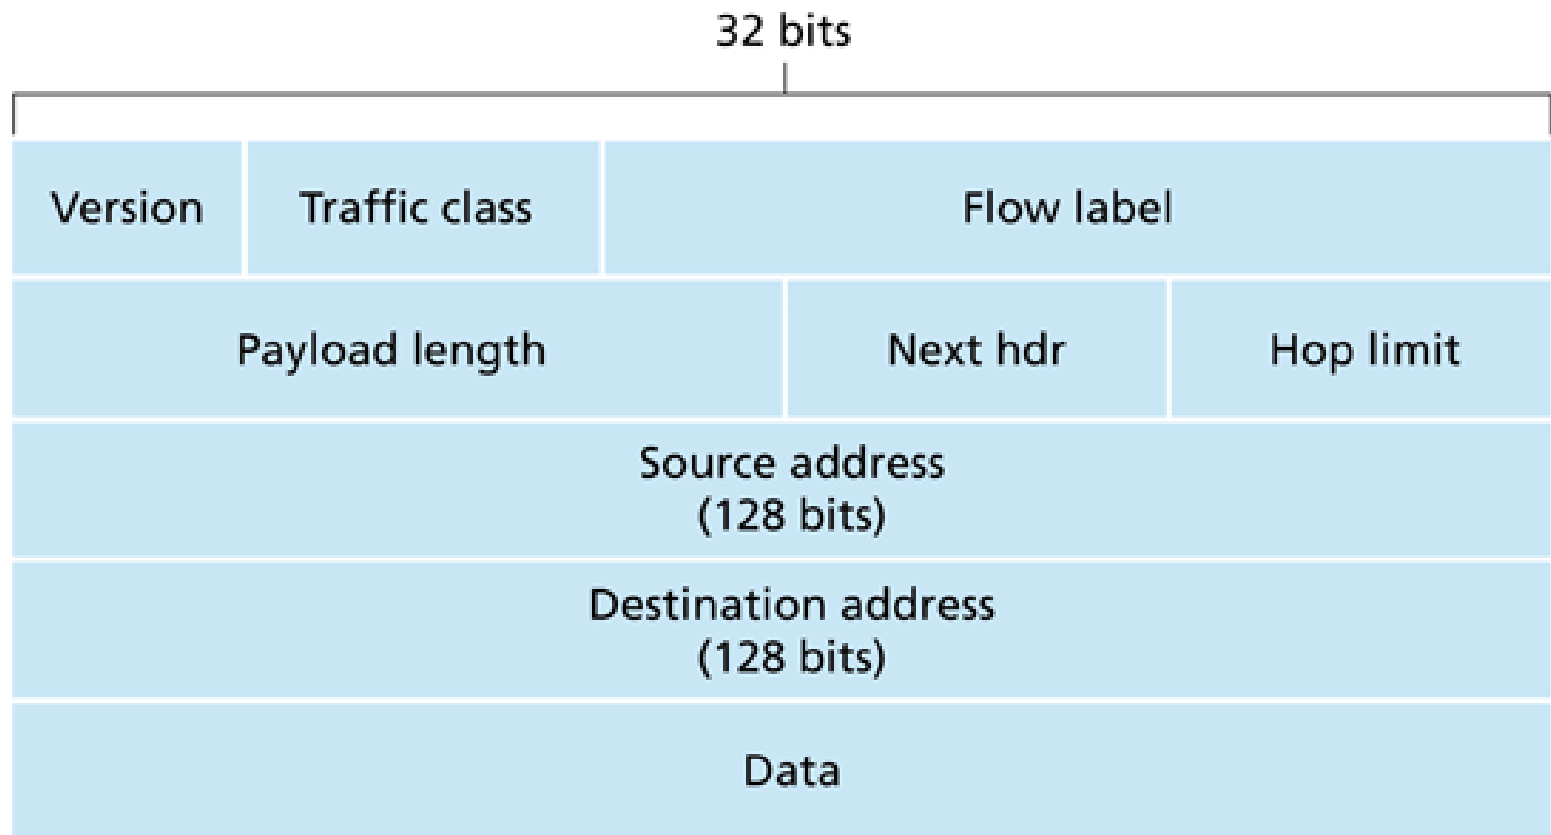 32 bits
Version Traffic class Flow label
Payload length Next hdr Hop limit
Source address
(128 bits)
Destination address
(128 bits)
Data